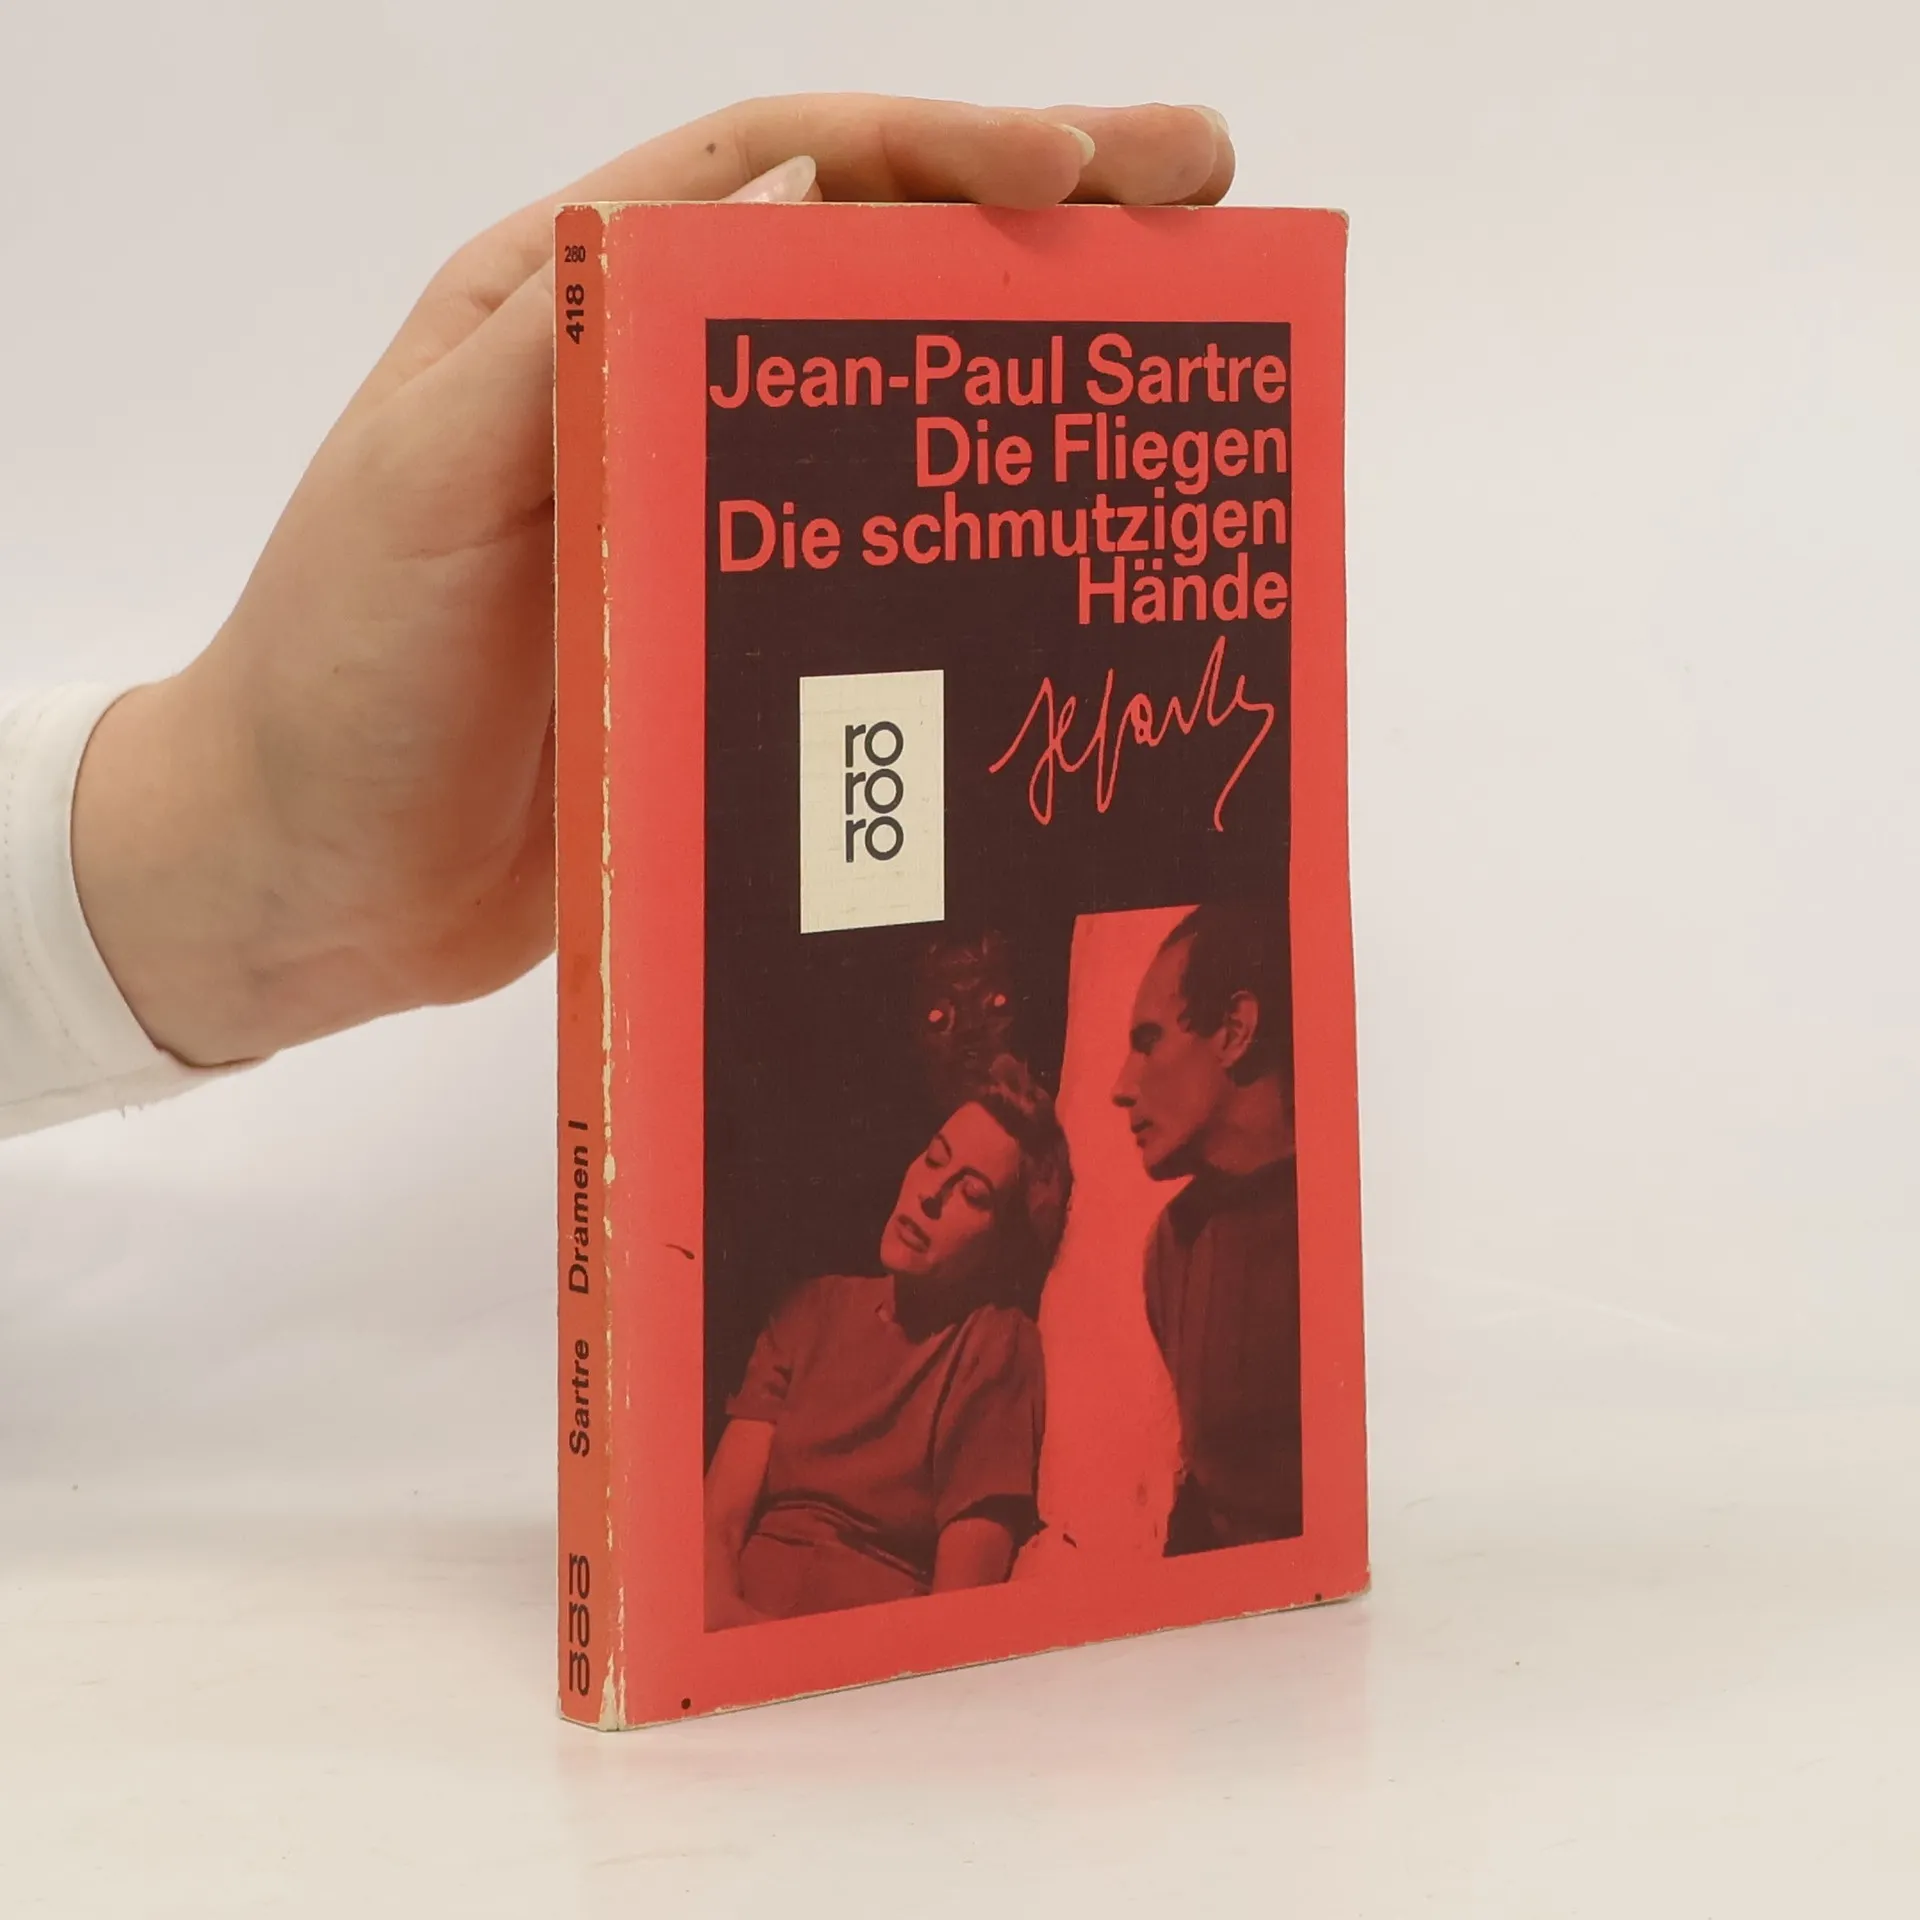 Jean-Paul Sartre
Die Fliegen
Die schmutzigen
Hände
ro
ro
ro
280
418
Sartre Dramen I
ro
ro
ro